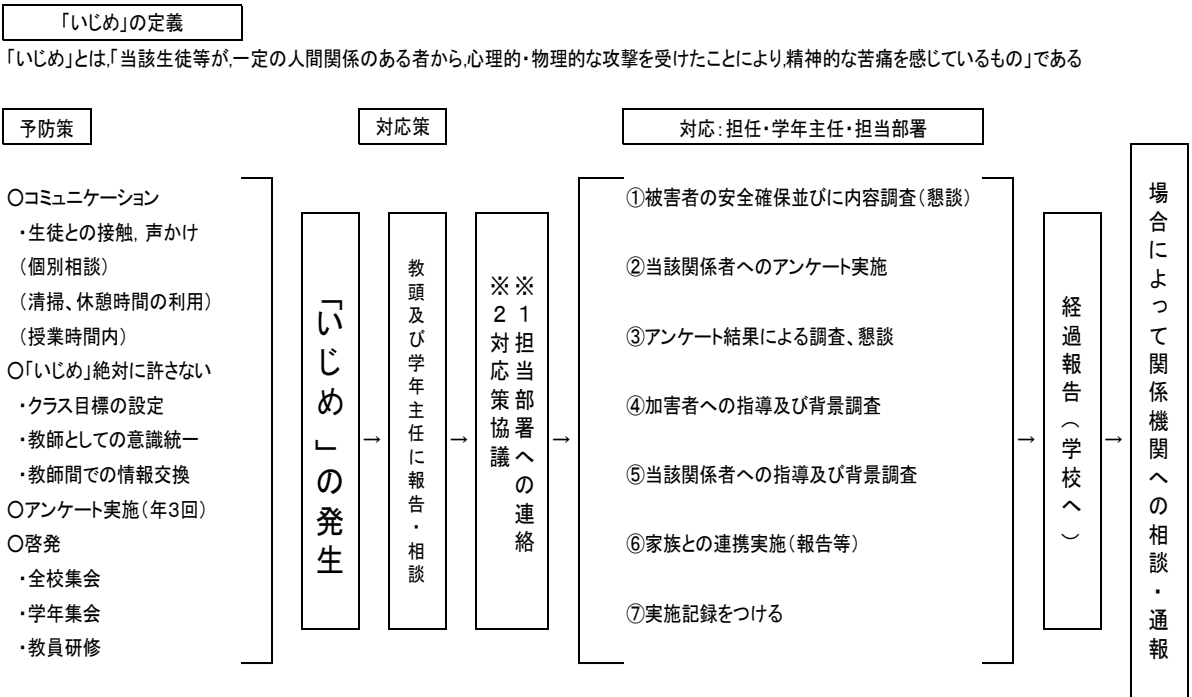 「いじめ」の定義
「いじめ」とは,「当該生徒等が,一定の人間関係のある者から,心理的・物理的な攻撃を受けたことにより,精神的な苦痛を感じているもの」である
予防策
〇コミュニケーション
・生徒との接触, 声かけ
（個別相談）
（清掃、休憩時間の利用）
（授業時間内）
〇「いじめ」絶対に許さない
・クラス目標の設定
・教師としての意識統一
・教師間での情報交換
〇アンケート実施（年3回）
〇啓発
・全校集会
・学年集会
・教員研修
対応策
「いじめ」の発生
→
教頭及び学年主任に報告・相談
→
※1担当部署への連絡
※2対応策協議
→
対応：担任・学年主任・担当部署
①被害者の安全確保並びに内容調査（懇談）
②当該関係者へのアンケート実施
③アンケート結果による調査、懇談
④加害者への指導及び背景調査
⑤当該関係者への指導及び背景調査
⑥家族との連携実施（報告等）
⑦実施記録をつける
→
経過報告（学校へ）
→
場合によって関係機関への相談・通報